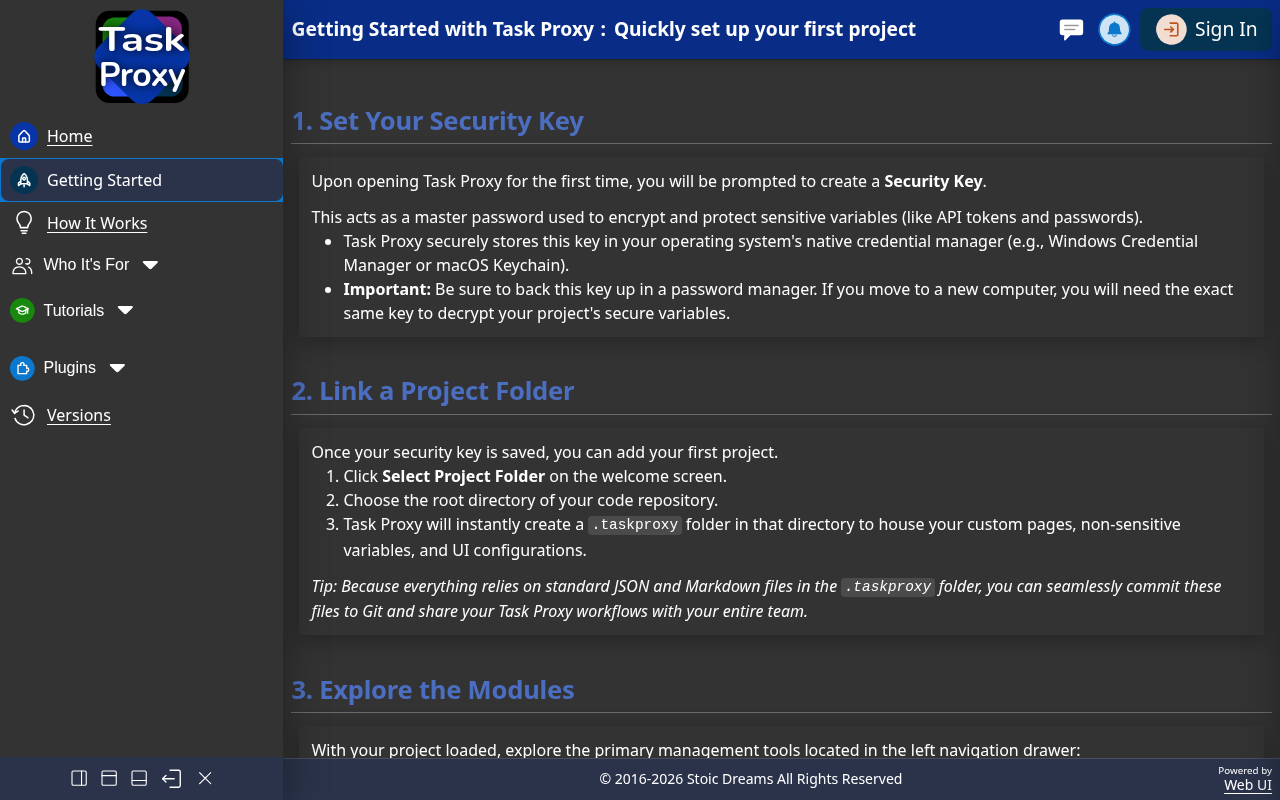 Task
Proxy
Home
Getting Started
How It Works
Who It's For
Tutorials
Plugins
Versions
Getting Started with Task Proxy : Quickly set up your first project
Sign In
1. Set Your Security Key
Upon opening Task Proxy for the first time, you will be prompted to create a Security Key.
This acts as a master password used to encrypt and protect sensitive variables (like API tokens and passwords).
• Task Proxy securely stores this key in your operating system's native credential manager (e.g., Windows Credential
Manager or macOS Keychain).
• Important: Be sure to back this key up in a password manager. If you move to a new computer, you will need the exact
same key to decrypt your project's secure variables.
2. Link a Project Folder
Once your security key is saved, you can add your first project.
1. Click Select Project Folder on the welcome screen.
2. Choose the root directory of your code repository.
3. Task Proxy will instantly create a .taskproxy folder in that directory to house your custom pages, non-sensitive
variables, and UI configurations.
Tip: Because everything relies on standard JSON and Markdown files in the .taskproxy folder, you can seamlessly commit these
files to Git and share your Task Proxy workflows with your entire team.
3. Explore the Modules
With your project loaded, explore the primary management tools located in the left navigation drawer:
© 2016-2026 Stoic Dreams All Rights Reserved
Powered by
Web UI